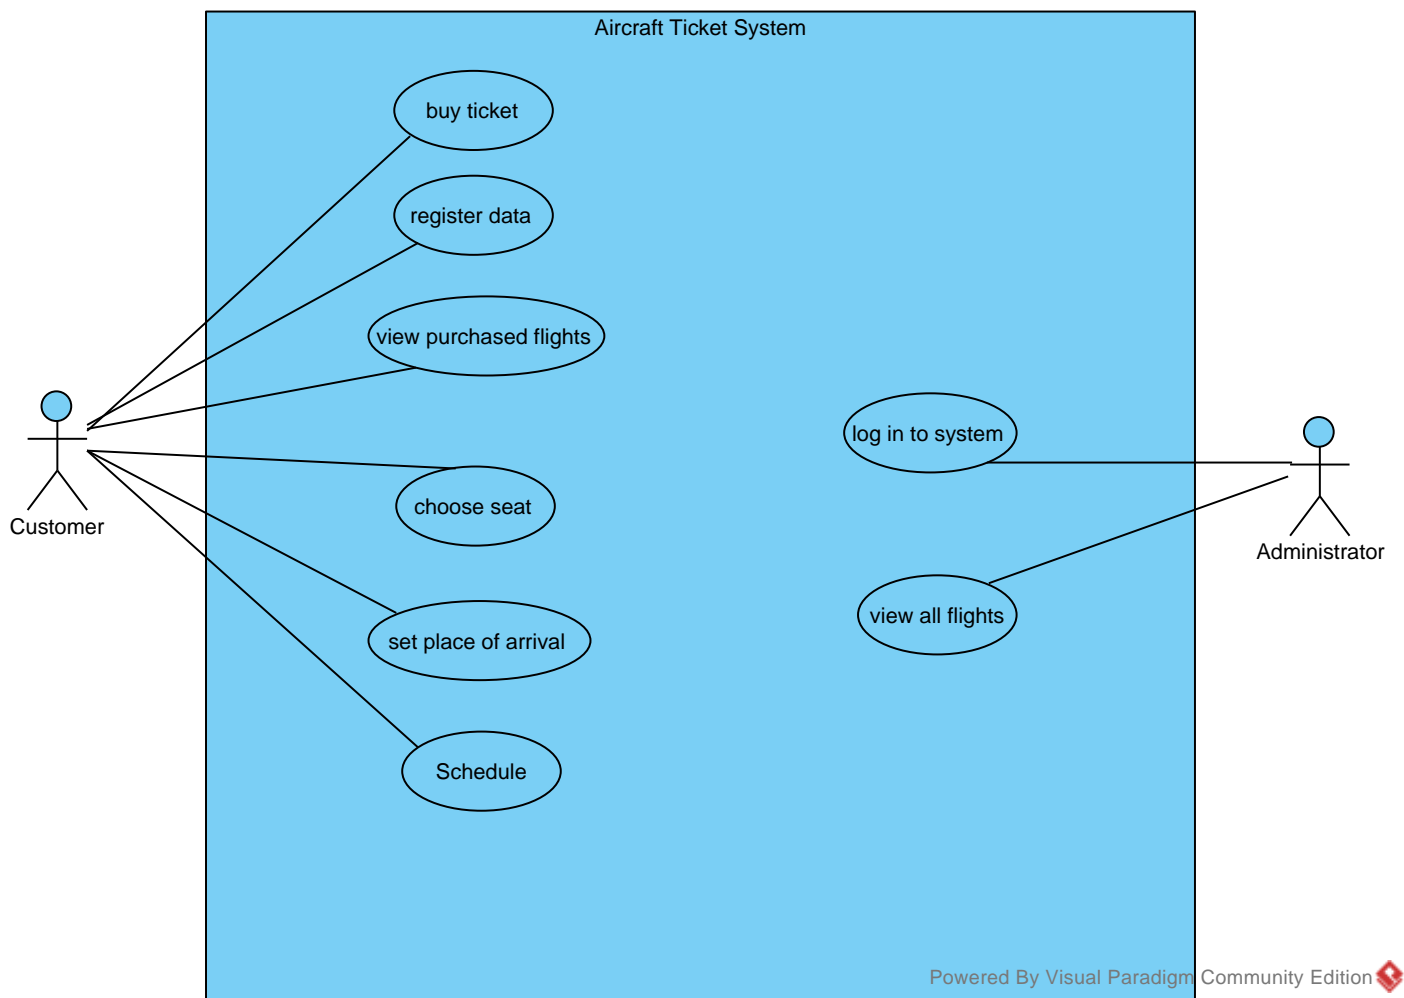 Aircraft Ticket System
buy ticket
register data
view purchased flights
log in to system
choose seat
Customer
Administrator
view all flights
set place of arrival
Schedule
Powered By Visual Paradigm Community Edition